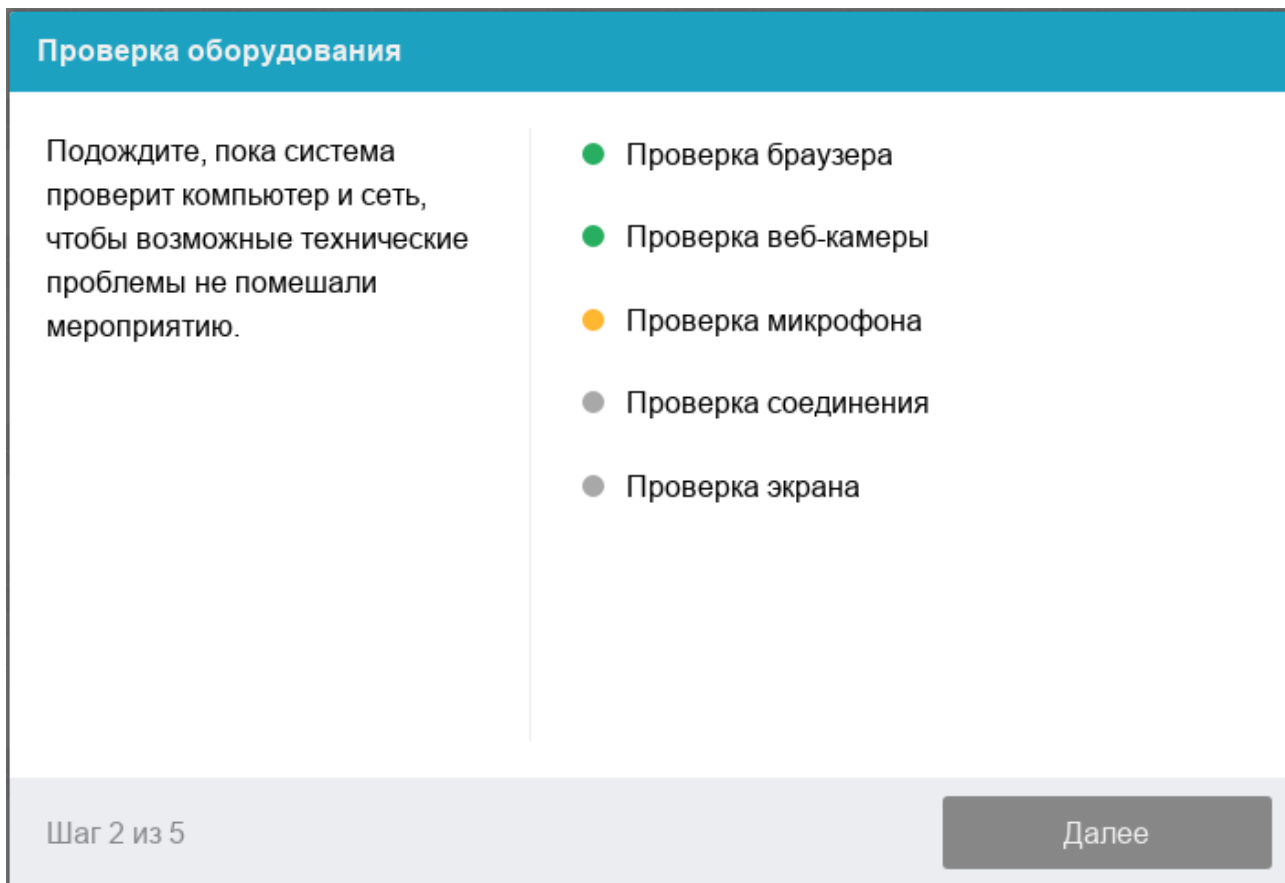 Проверка оборудования
Подождите, пока система
проверит компьютер и сеть,
чтобы возможные технические
проблемы не помешали
мероприятию.
Проверка браузера
Проверка веб-камеры
Проверка микрофона
Проверка соединения
Проверка экрана
Шаг 2 из 5
Далее